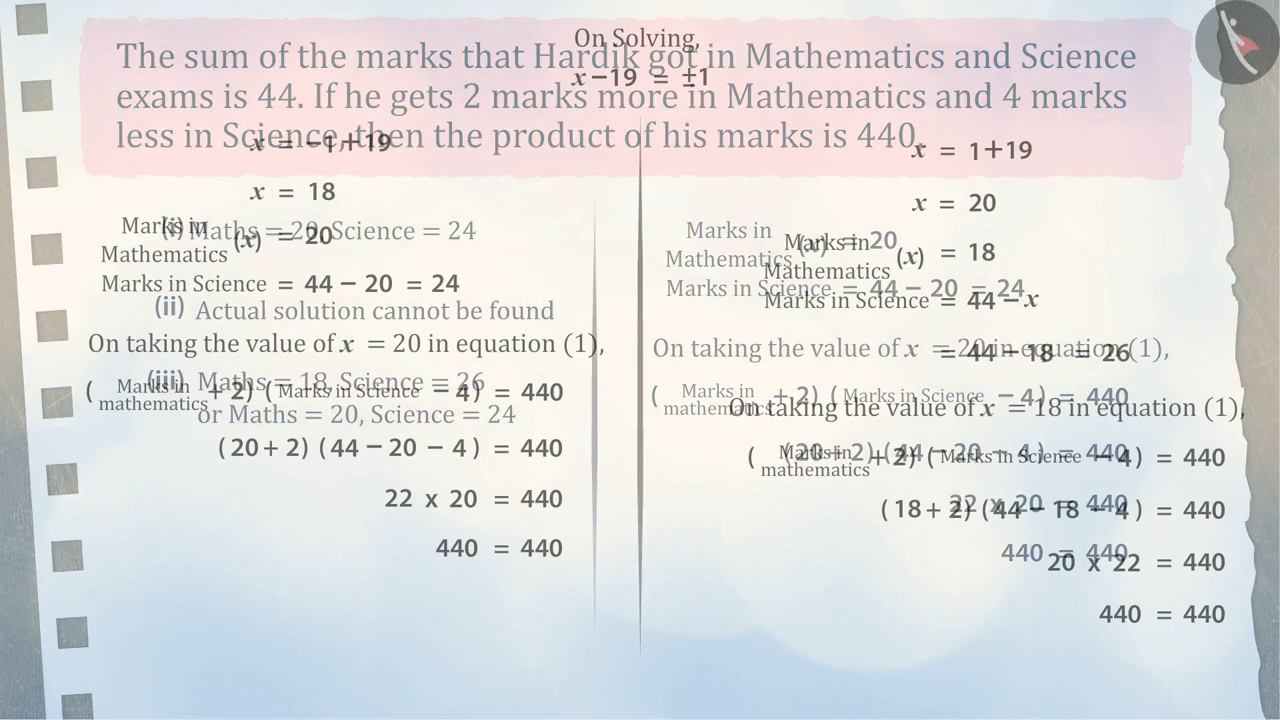 On Solving,
x − 19 = ±1
The sum of the marks that Hardik got in Mathematics and Science
exams is 44. If he gets 2 marks more in Mathematics and 4 marks
less in Science, then the product of his marks is 440.
x = −1 + 19
x = 18
(i) Maths = 20, Science = 24
Marks in Mathematics (x) = 20
Marks in Science = 44 − 20 = 24
(ii) Actual solution cannot be found
On taking the value of x = 20 in equation (1),
(iii) Maths = 18, Science = 26
or Maths = 20, Science = 24
( Marks in mathematics + 2) ( Marks in Science − 4) = 440
( 20 + 2 ) ( 44 − 20 − 4 ) = 440
22 x 20 = 440
440 = 440
x = 1 + 19
x = 20
Marks in Mathematics (x) = 20
Marks in Science = 44 − 20 = 24
On taking the value of x = 20 in equation (1),
( Marks in mathematics + 2) ( Marks in Science − 4) = 440
( 20 + 2 ) ( 44 − 20 − 4 ) = 440
22 x 20 = 440
440 = 440
Marks in Mathematics (x) = 18
Marks in Science = 44 − x
= 44 − 18 = 26
On taking the value of x = 18 in equation (1),
( Marks in mathematics + 2) ( Marks in Science − 4) = 440
( 18 + 2) (44 − 18 − 4 ) = 440
20 x 22 = 440
440 = 440